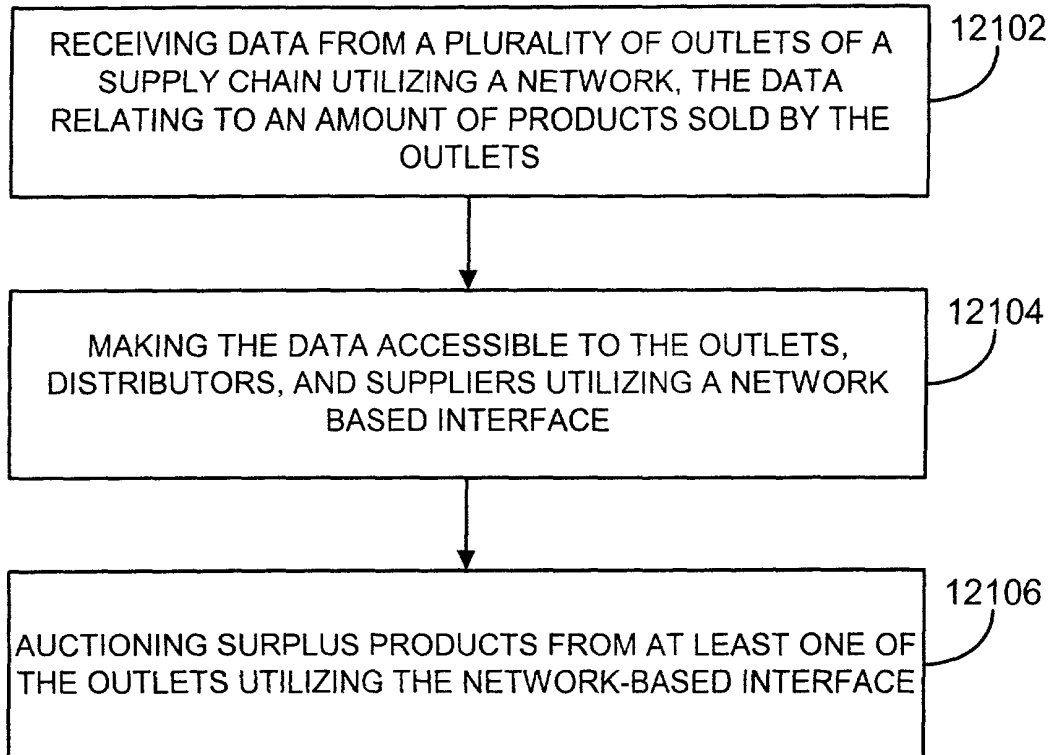 RECEIVING DATA FROM A PLURALITY OF OUTLETS OF A
SUPPLY CHAIN UTILIZING A NETWORK, THE DATA
RELATING TO AN AMOUNT OF PRODUCTS SOLD BY THE
OUTLETS
12102
MAKING THE DATA ACCESSIBLE TO THE OUTLETS,
DISTRIBUTORS, AND SUPPLIERS UTILIZING A NETWORK
BASED INTERFACE
12104
AUCTIONING SURPLUS PRODUCTS FROM AT LEAST ONE OF
THE OUTLETS UTILIZING THE NETWORK-BASED INTERFACE
12106